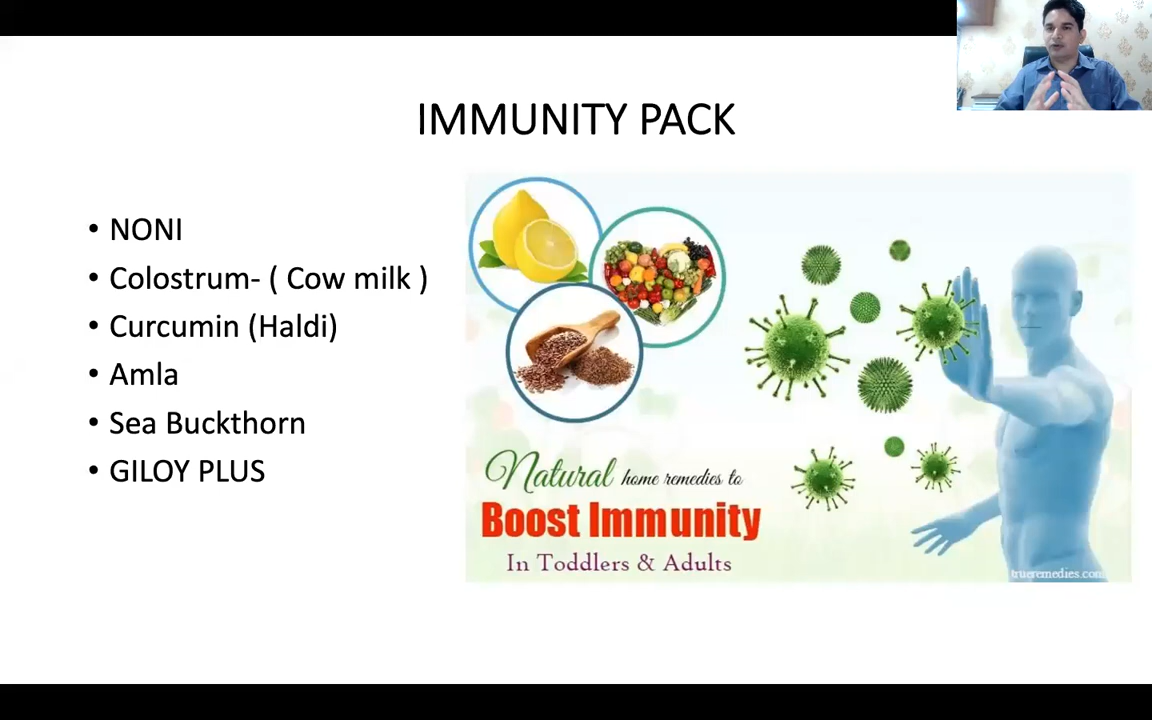 IMMUNITY PACK
• NONI
• Colostrum- ( Cow milk )
• Curcumin (Haldi)
• Amla
• Sea Buckthorn
• GILOY PLUS
Natural home remedies to
Boost Immunity
In Toddlers & Adults
trueremedies.com